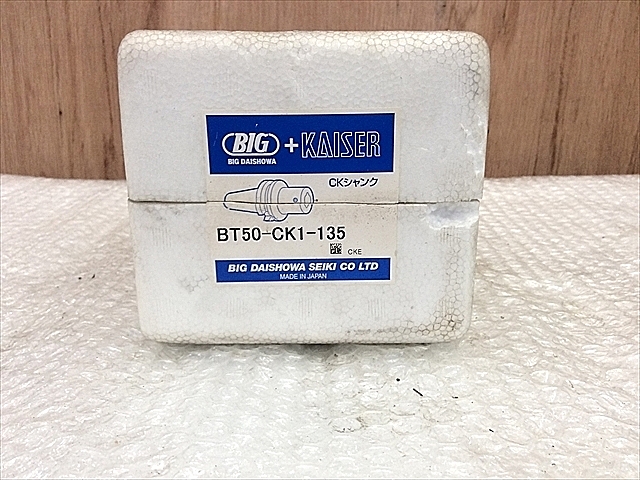 BIG + KAISER
BIG DAISHOWA
CKシャンク
BT50-CK1-135
CKE
BIG DAISHOWA SEIKI CO LTD
MADE IN JAPAN